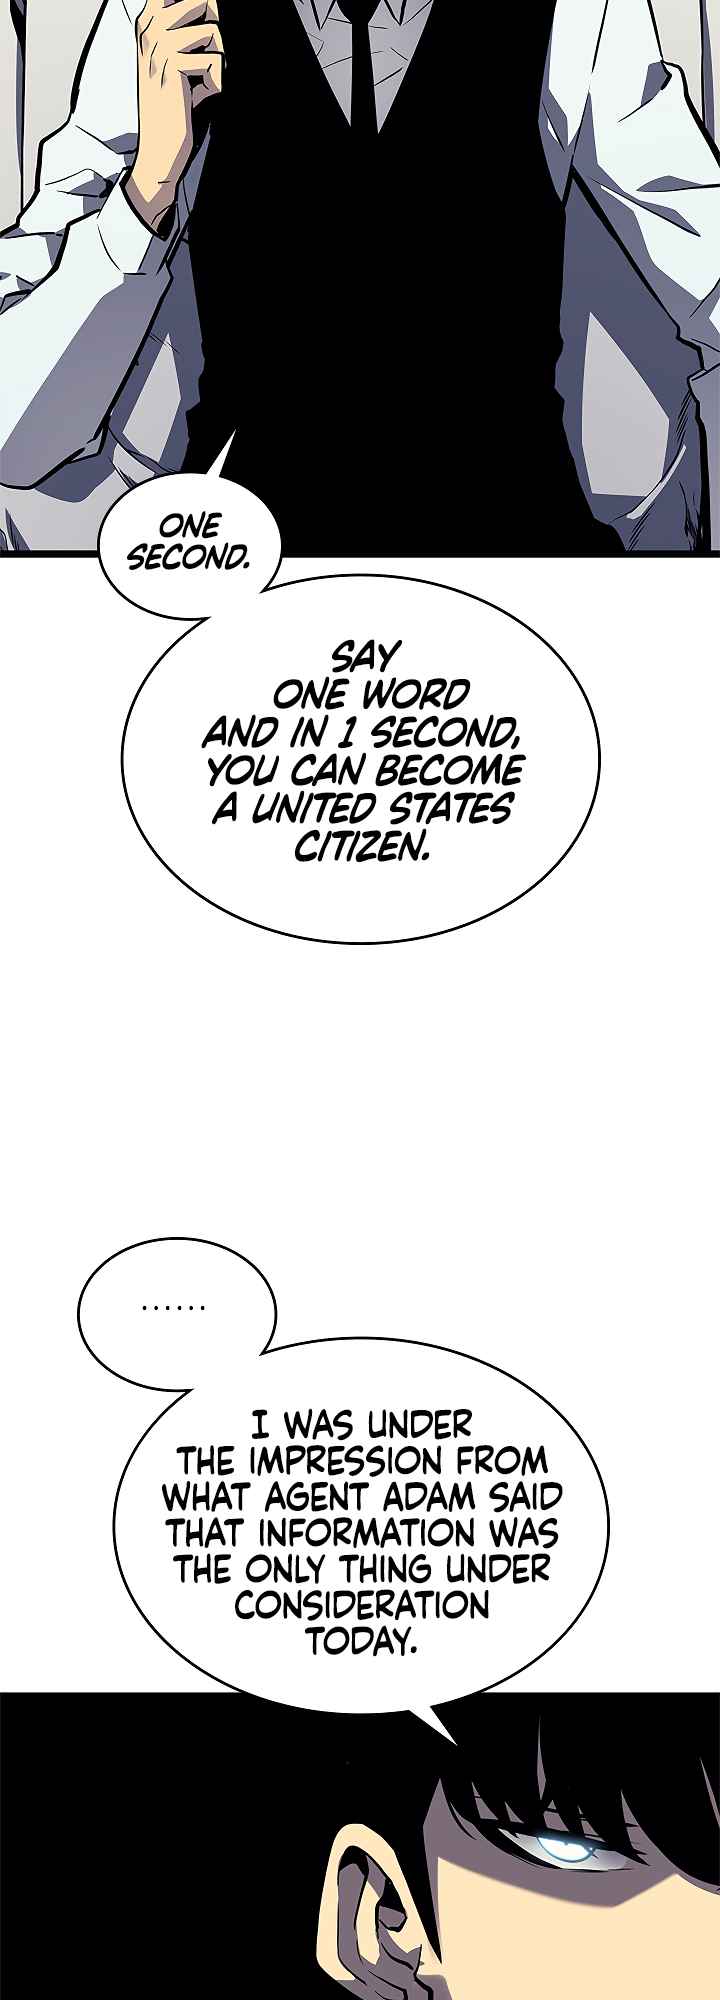 ONE
SECOND.
SAY
ONE WORD
AND IN 1 SECOND,
YOU CAN BECOME
A UNITED STATES
CITIZEN.
......
I WAS UNDER
THE IMPRESSION FROM
WHAT AGENT ADAM SAID
THAT INFORMATION WAS
THE ONLY THING UNDER
CONSIDERATION
TODAY.